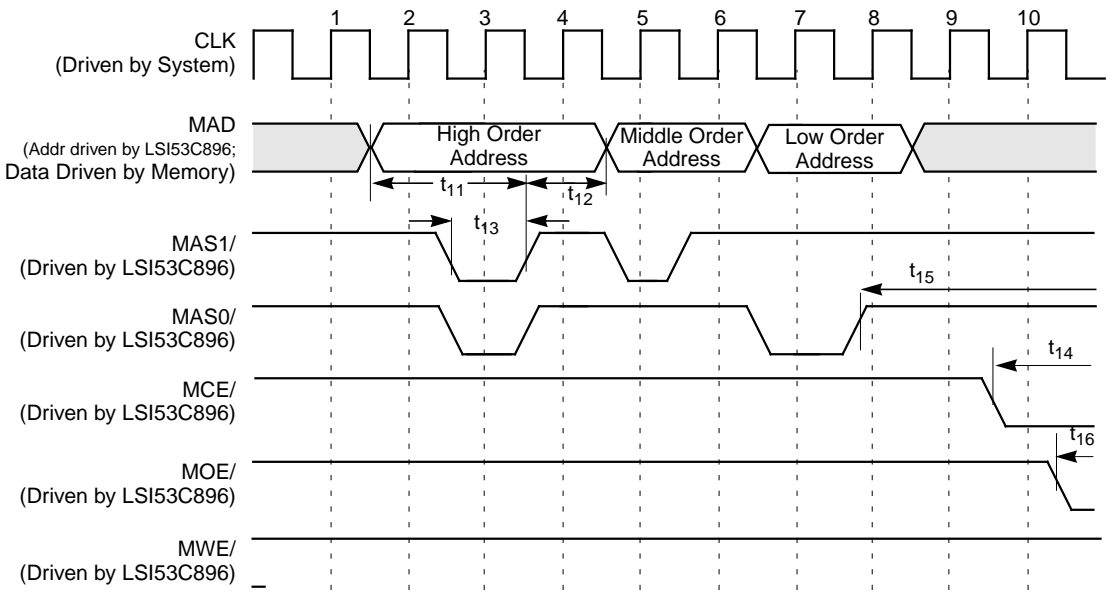 1 2 3 4 5 6 7 8 9 10
CLK
(Driven by System)
MAD
(Addr driven by LSI53C896;
Data Driven by Memory)
High Order
Address
Middle Order
Address
Low Order
Address
t11
t12
t13
MAS1/
(Driven by LSI53C896)
t15
MAS0/
(Driven by LSI53C896)
t14
MCE/
(Driven by LSI53C896)
t16
MOE/
(Driven by LSI53C896)
MWE/
(Driven by LSI53C896)